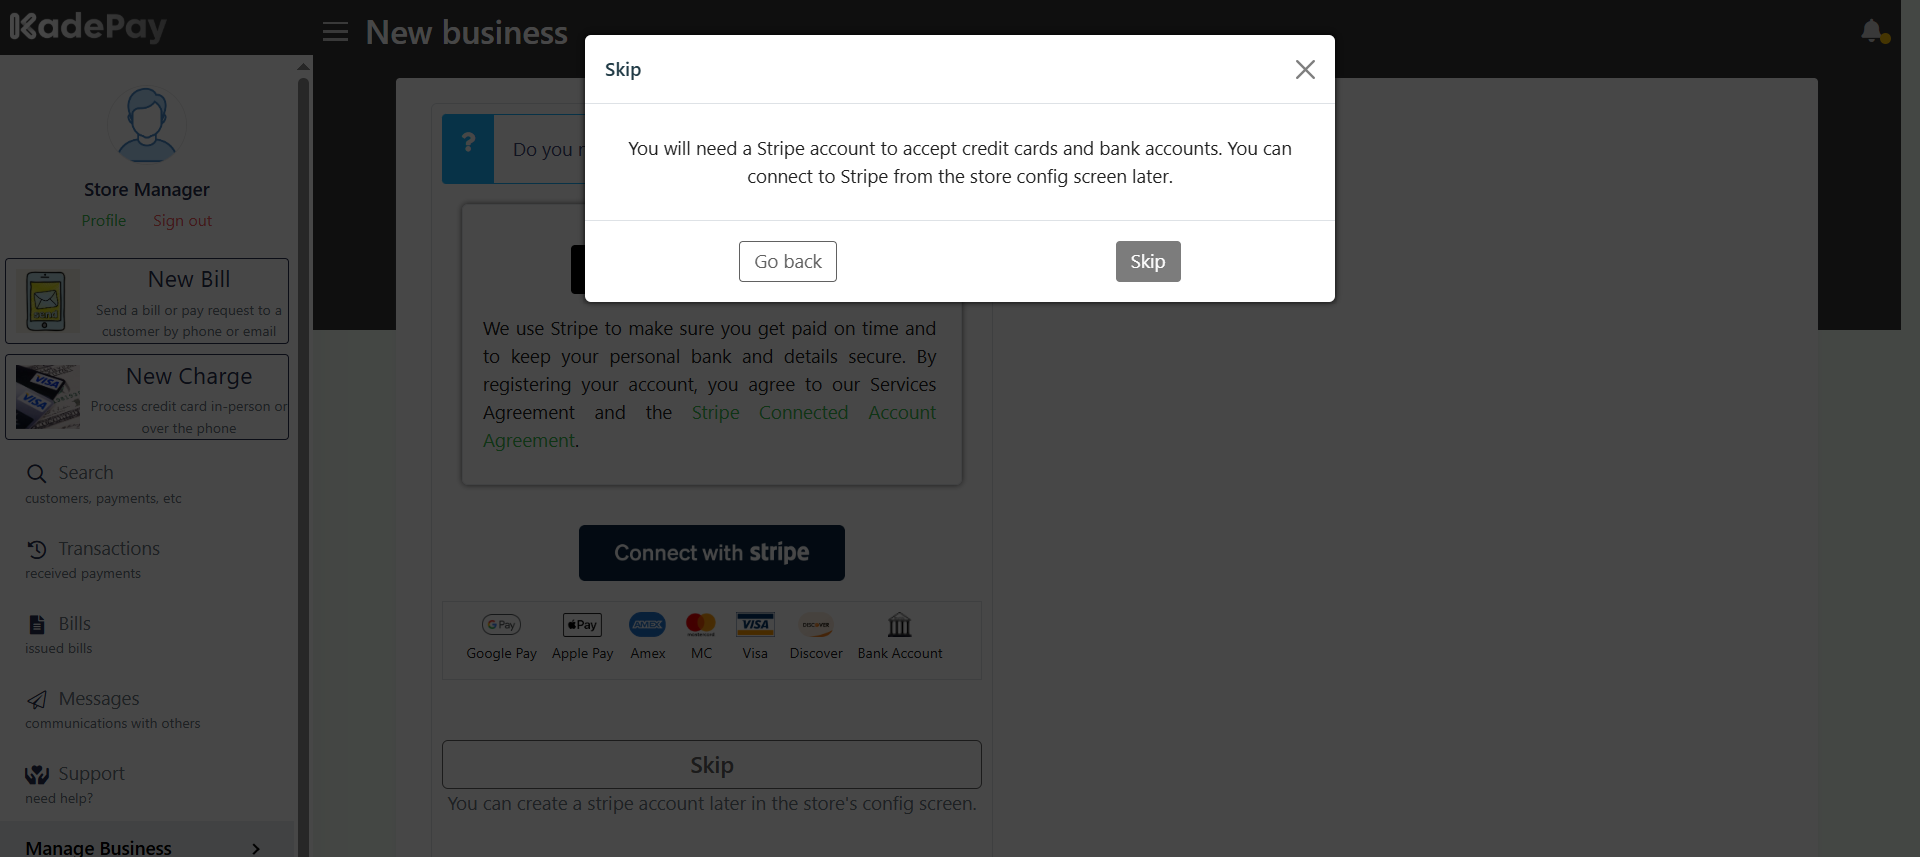 KadePay
New business
Skip
You will need a Stripe account to accept credit cards and bank accounts. You can
connect to Stripe from the store config screen later.
Go back
Skip
Store Manager
Profile
Sign out
New Bill
Send a bill or pay request to a
customer by phone or email
New Charge
Process credit card in-person or
over the phone
Search
customers, payments, etc
Transactions
received payments
Bills
issued bills
Messages
communications with others
Support
need help?
Manage Business
?
Do you
We use Stripe to make sure you get paid on time and
to keep your personal bank and details secure. By
registering your account, you agree to our Services
Agreement and the Stripe Connected Account
Agreement.
Connect with stripe
G Pay
Pay
AMEX
mastercard
VISA
DISCOVER
Google Pay
Apple Pay
Amex
MC
Visa
Discover
Bank Account
Skip
You can create a stripe account later in the store's config screen.